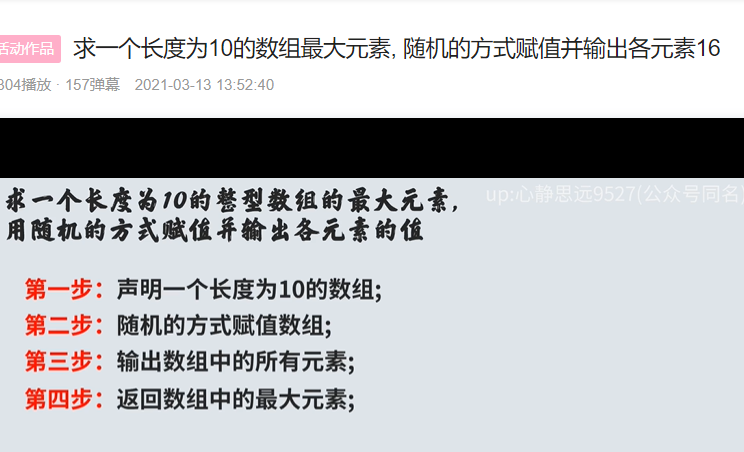 活动作品 求一个长度为10的数组最大元素, 随机的方式赋值并输出各元素16
804播放 · 157弹幕 2021-03-13 13:52:40
up:心静思远9527(公众号同名)
求一个长度为10的整型数组的最大元素,
用随机的方式赋值并输出各元素的值
第一步：声明一个长度为10的数组;
第二步：随机的方式赋值数组;
第三步：输出数组中的所有元素;
第四步：返回数组中的最大元素;